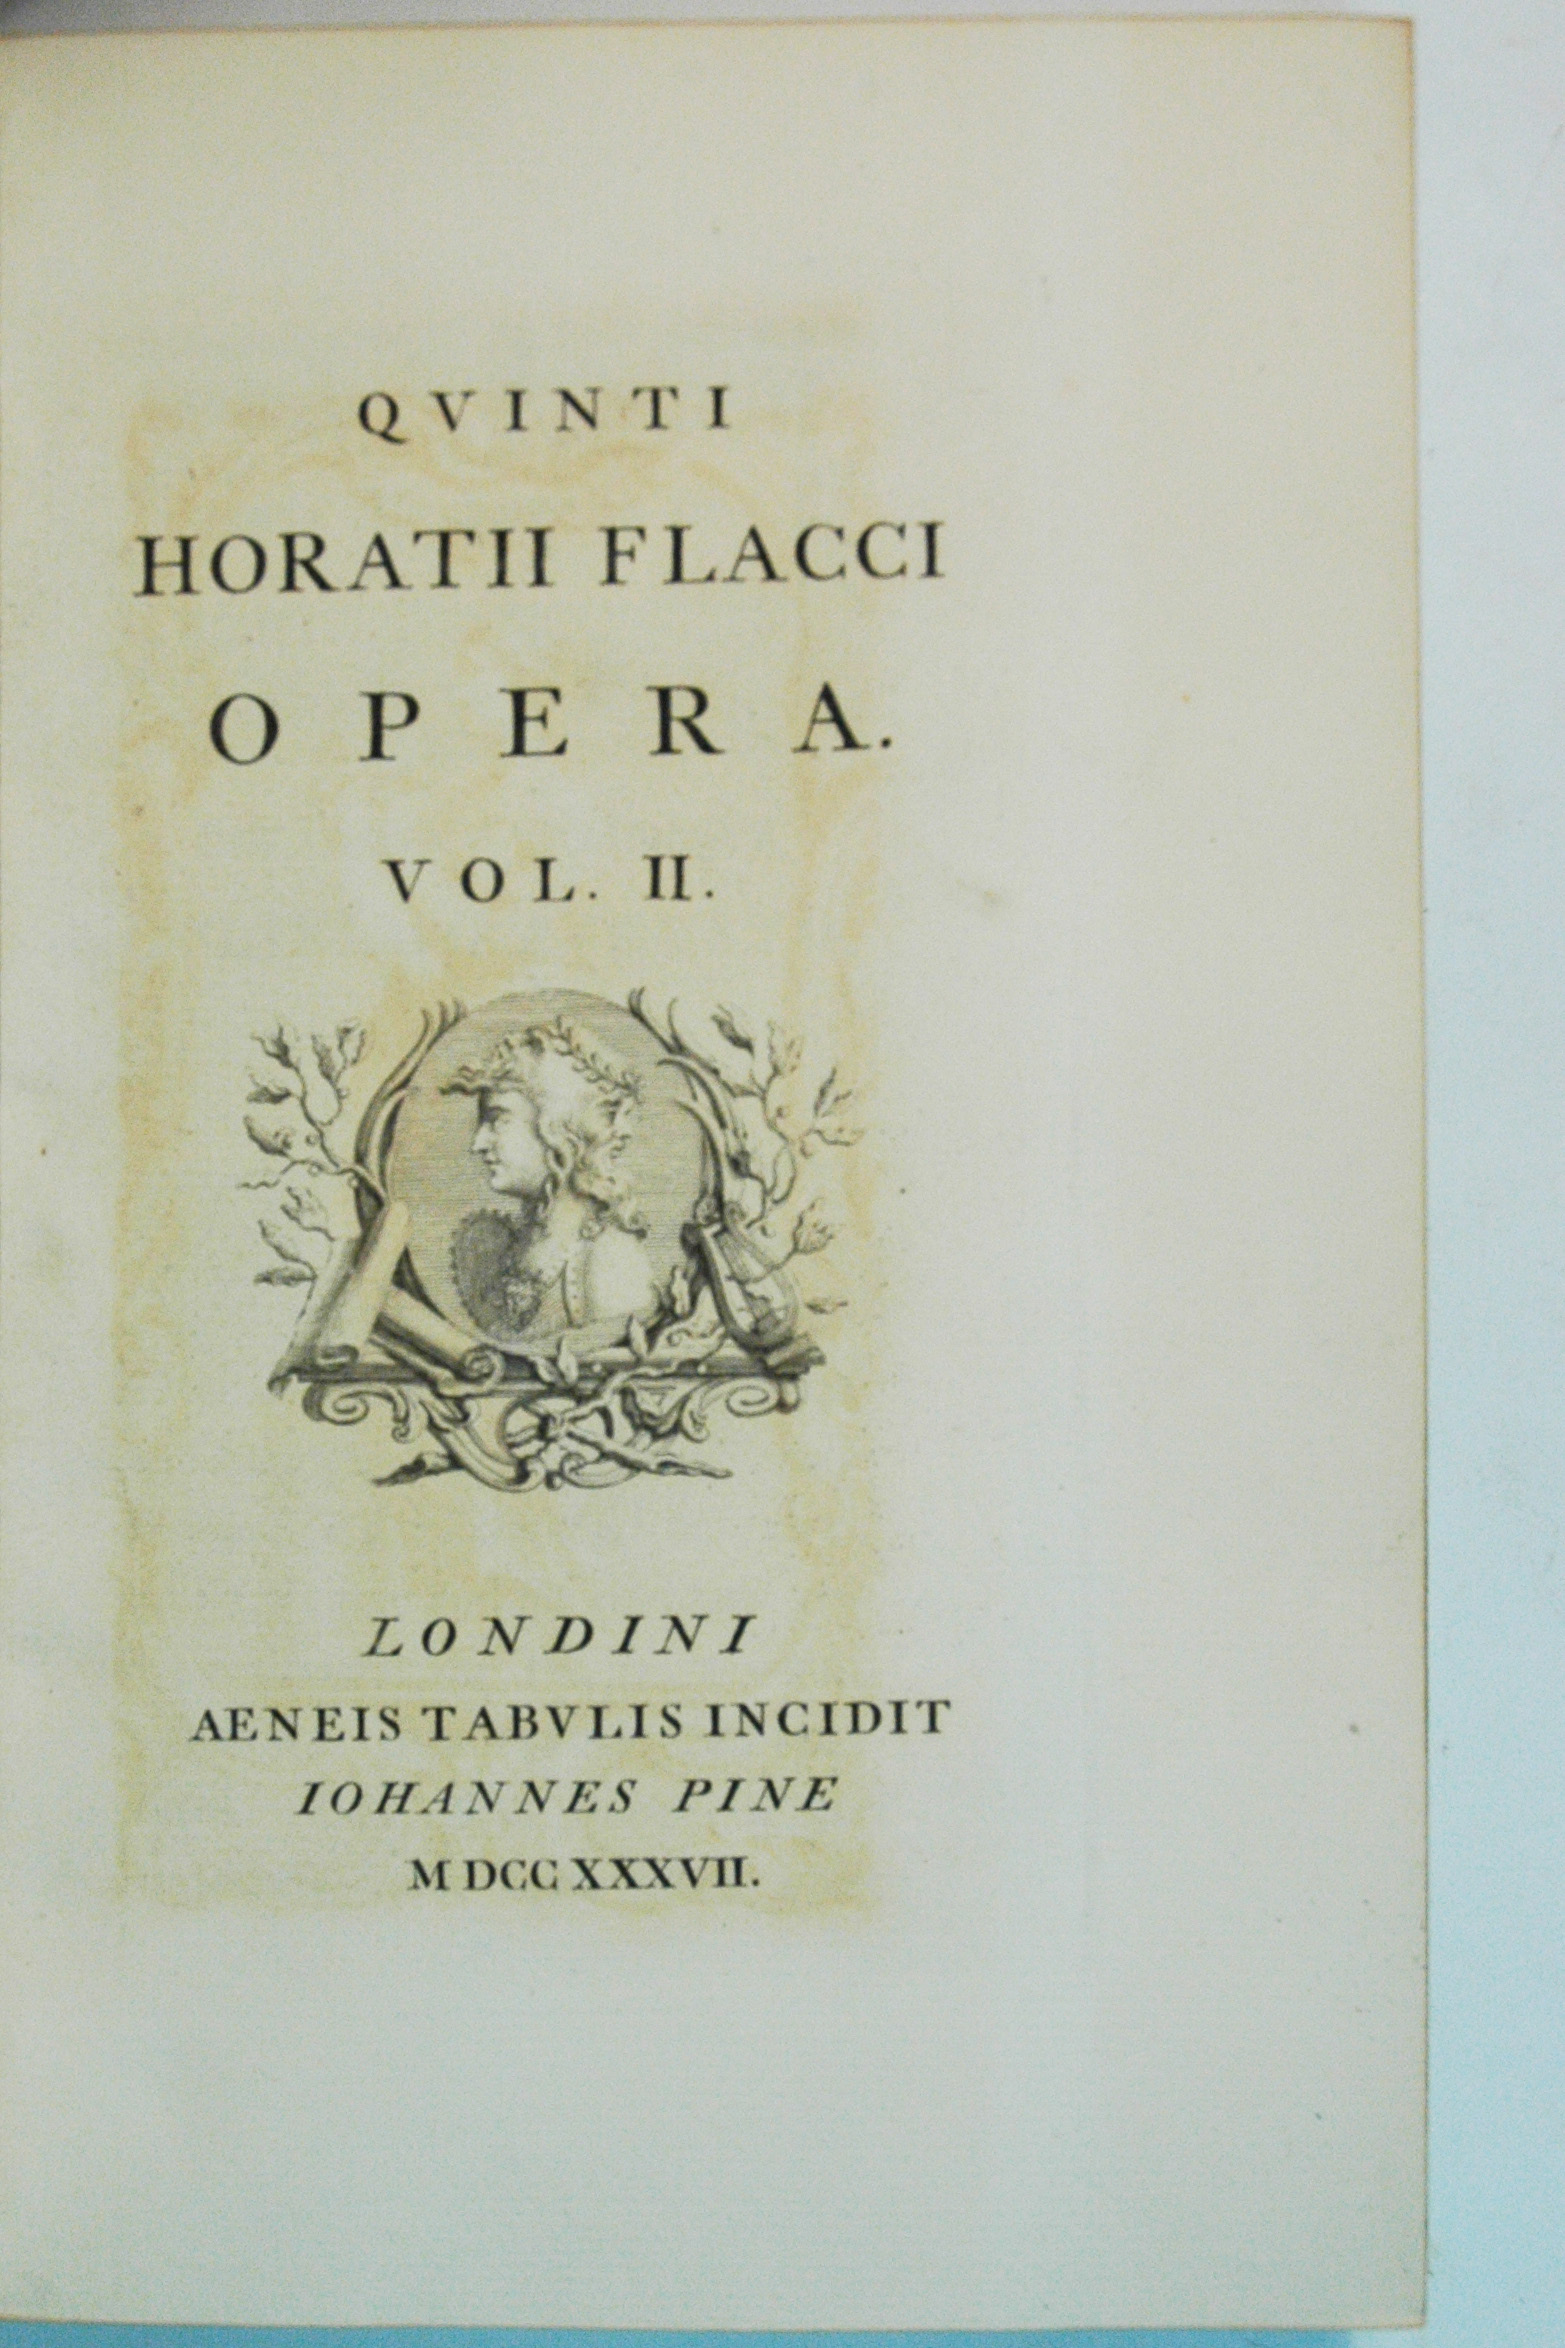 QVINTI
HORATII FLACCI
OPERA.
VOL. II.
LONDINI
AENEIS TABVLIS INCIDIT
IOHANNES PINE
MDCCXXXVII.